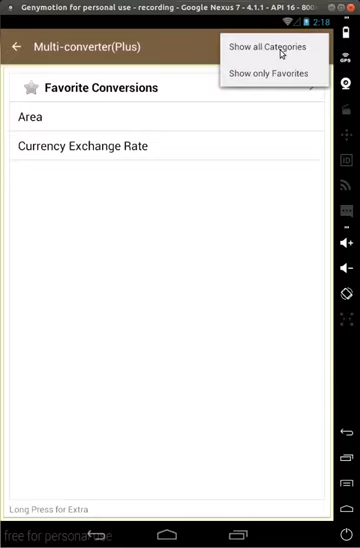 Genymotion for personal use - recording - Google Nexus 7 - 4.1.1 - API 16 - 800
2:18
Multi-converter(Plus)
Show all Categories
Show only Favorites
Favorite Conversions
Area
Currency Exchange Rate
Long Press for Extra
free for personal use
GPS
ID